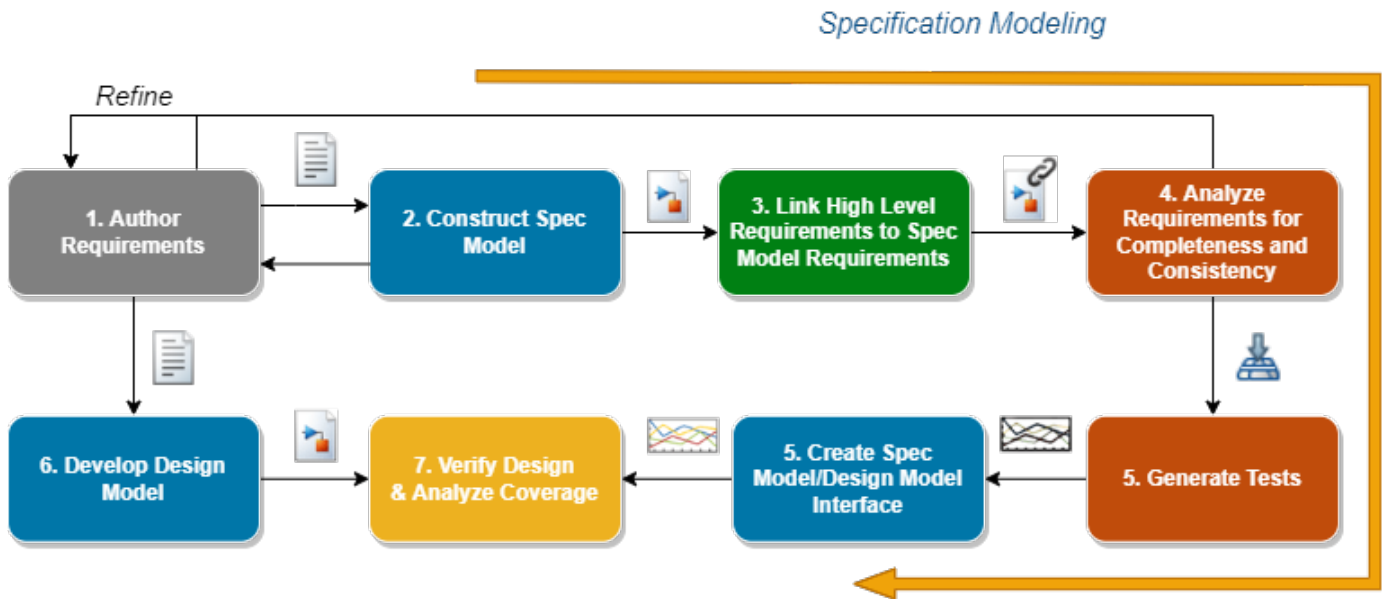 Specification Modeling
Refine
1. Author
Requirements
2. Construct Spec
Model
3. Link High Level
Requirements to Spec
Model Requirements
4. Analyze
Requirements for
Completeness and
Consistency
6. Develop Design
Model
7. Verify Design
& Analyze Coverage
5. Create Spec
Model/Design Model
Interface
5. Generate Tests